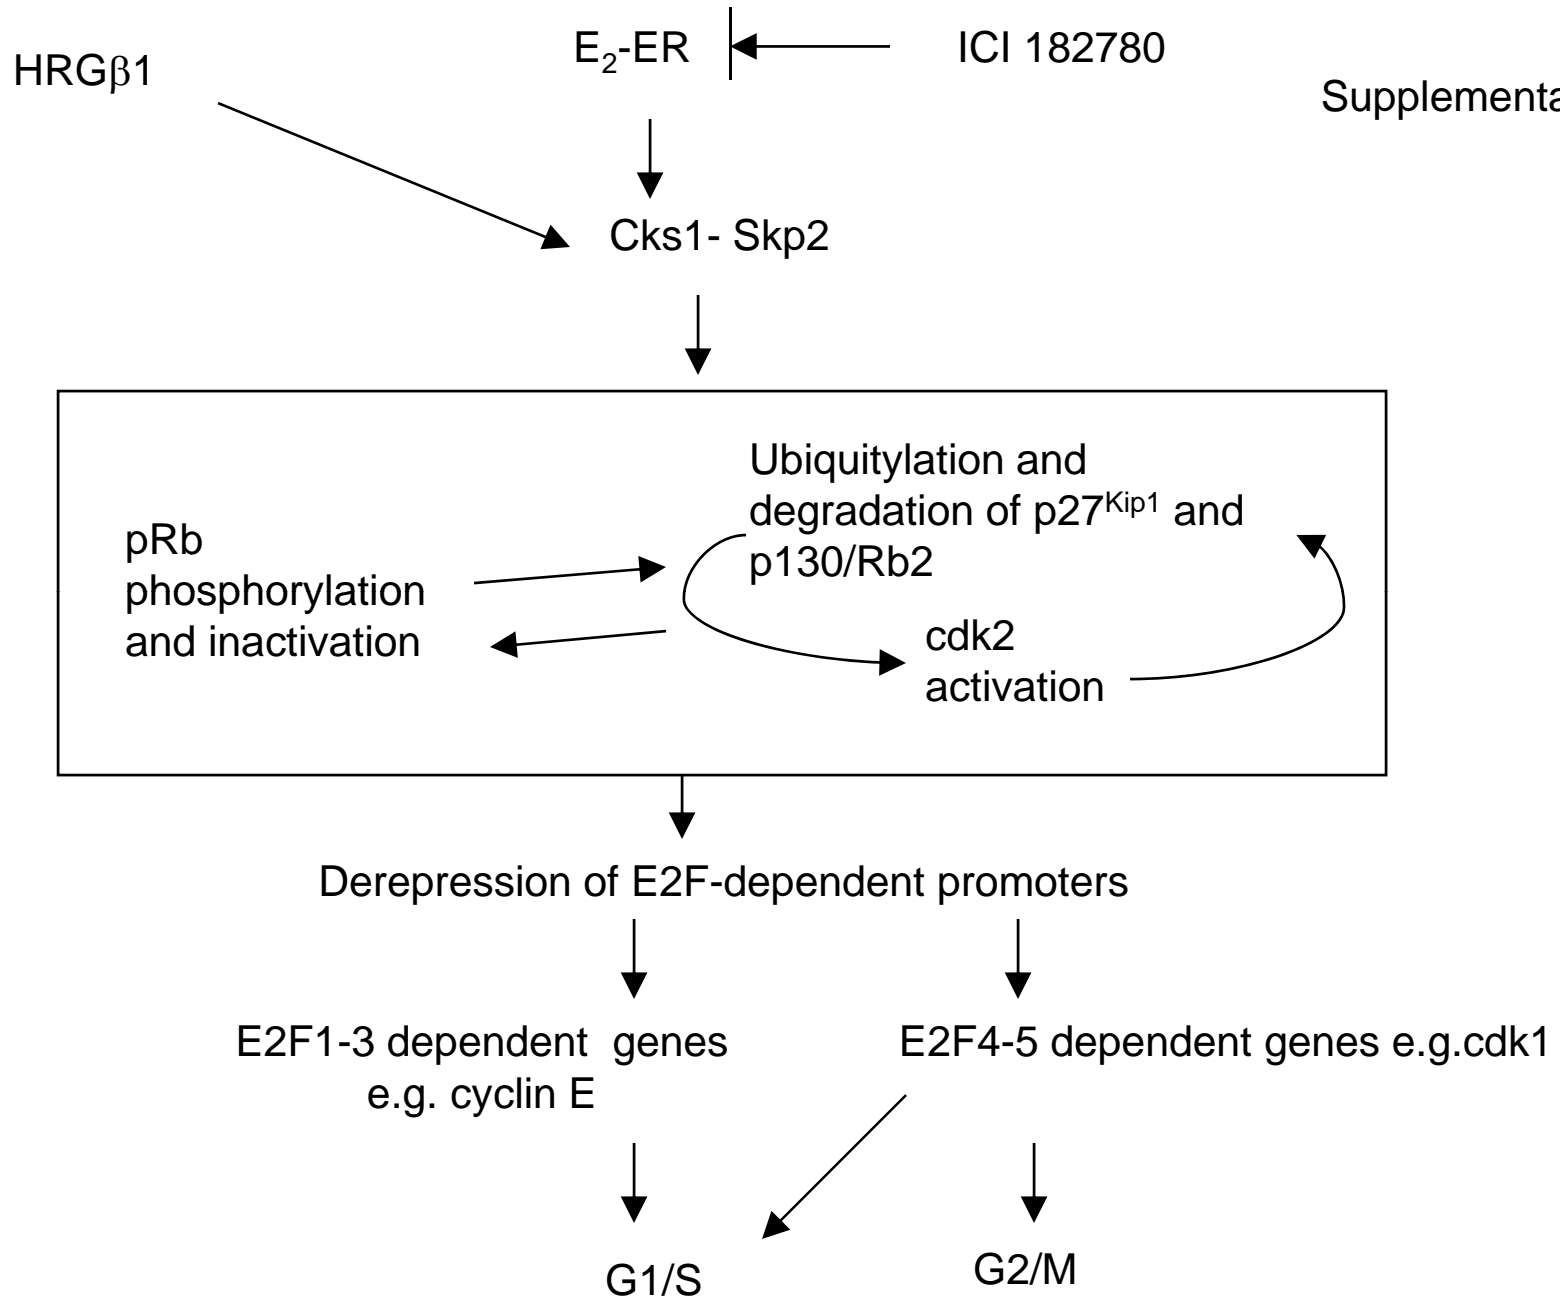 HRGβ1
E₂-ER
ICI 182780
Supplementa
Cks1- Skp2
Ubiquitylation and
degradation of p27ᴷⁱᵖ¹ and
p130/Rb2
pRb
phosphorylation
and inactivation
cdk2
activation
Derepression of E2F-dependent promoters
E2F1-3 dependent genes
e.g. cyclin E
E2F4-5 dependent genes e.g.cdk1
G1/S
G2/M